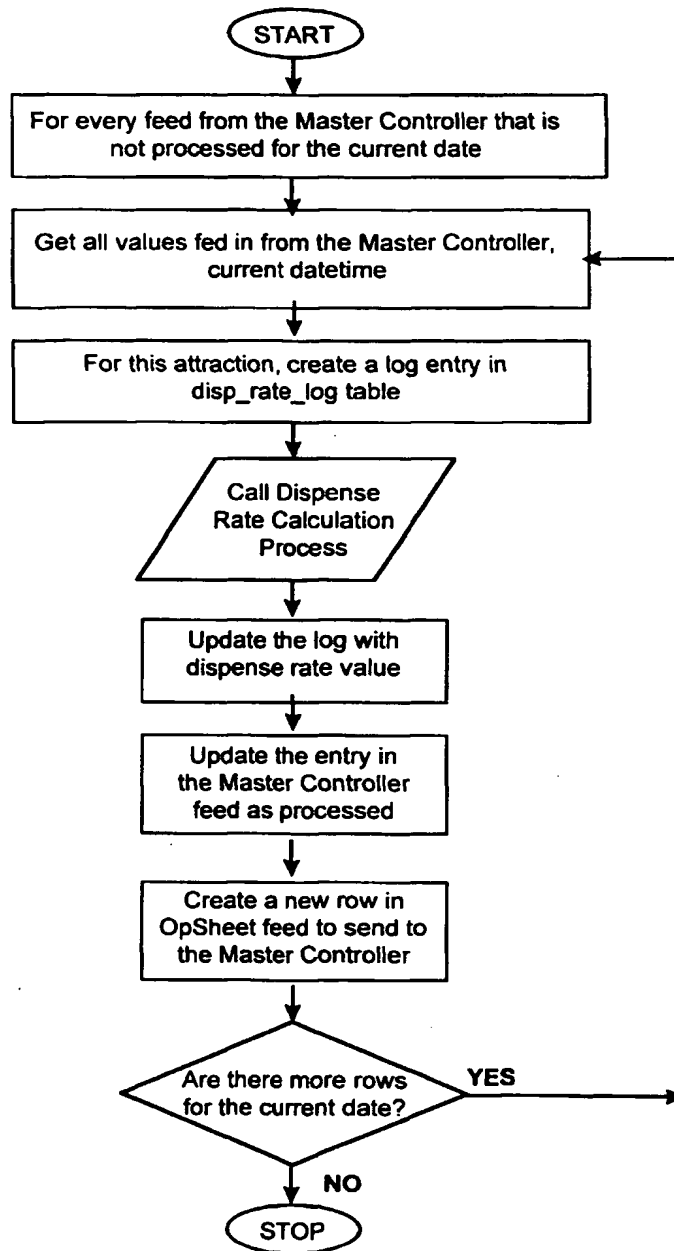 START
For every feed from the Master Controller that is
not processed for the current date
Get all values fed in from the Master Controller,
current datetime
For this attraction, create a log entry in
disp_rate_log table
Call Dispense
Rate Calculation
Process
Update the log with
dispense rate value
Update the entry in
the Master Controller
feed as processed
Create a new row in
OpSheet feed to send to
the Master Controller
Are there more rows
for the current date?
YES
NO
STOP